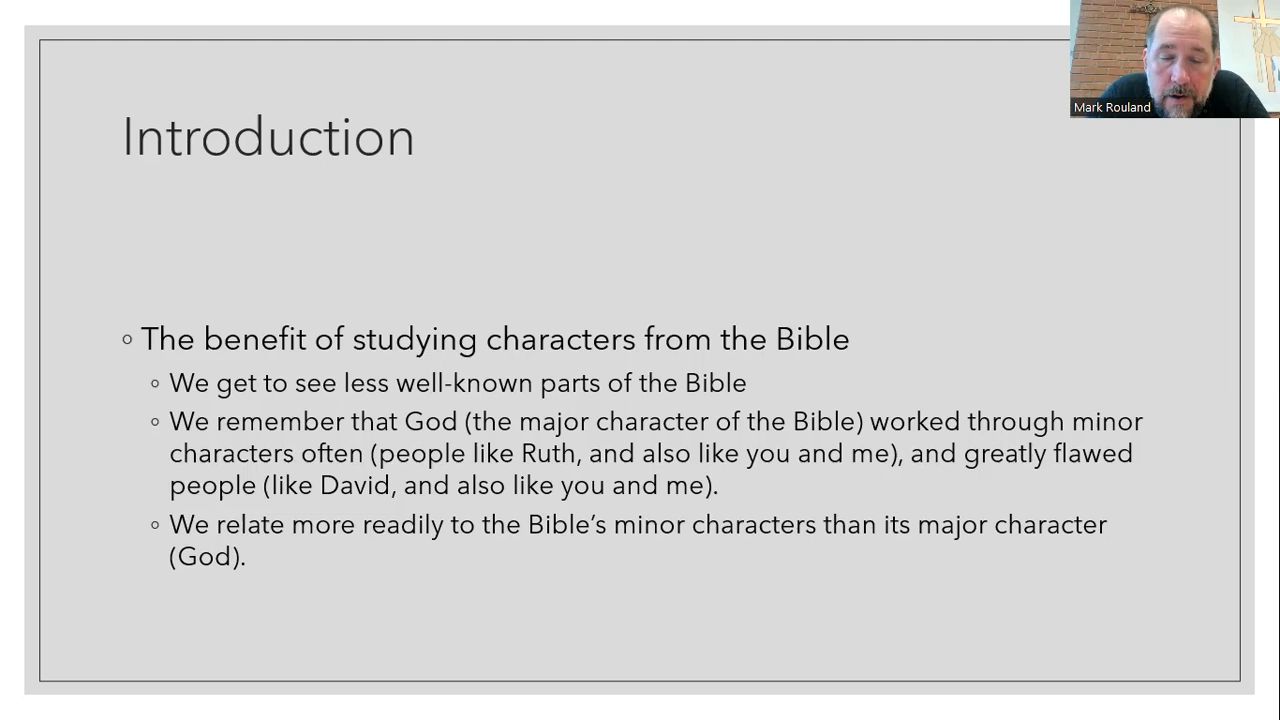 Mark Rouland
Introduction
◦ The benefit of studying characters from the Bible
◦ We get to see less well-known parts of the Bible
◦ We remember that God (the major character of the Bible) worked through minor
characters often (people like Ruth, and also like you and me), and greatly flawed
people (like David, and also like you and me).
◦ We relate more readily to the Bible’s minor characters than its major character
(God).